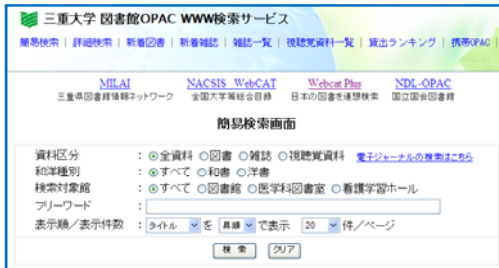 三重大学 図書館OPAC WWW検索サービス
簡易検索 | 詳細検索 | 新着図書 | 新着雑誌 | 雑誌一覧 | 視聴覚資料一覧 | 貸出ランキング | 携帯OPAC |
MILAI NACSIS WebCAT Webcat Plus NDL-OPAC
三重県図書館情報ネットワーク 全国大学等総合目録 日本の図書を連想検索 国立国会図書館
簡易検索画面
資料区分 : 全資料 図書 雑誌 視聴覚資料 電子ジャーナルの検索はこちら
和洋種別 : すべて 和書 洋書
検索対象館 : すべて 図書館 医学科図書室 看護学習ホール
フリーワード :
表示順/表示件数 : タイトル を 昇順 で表示 20 件/ページ
検索 クリア